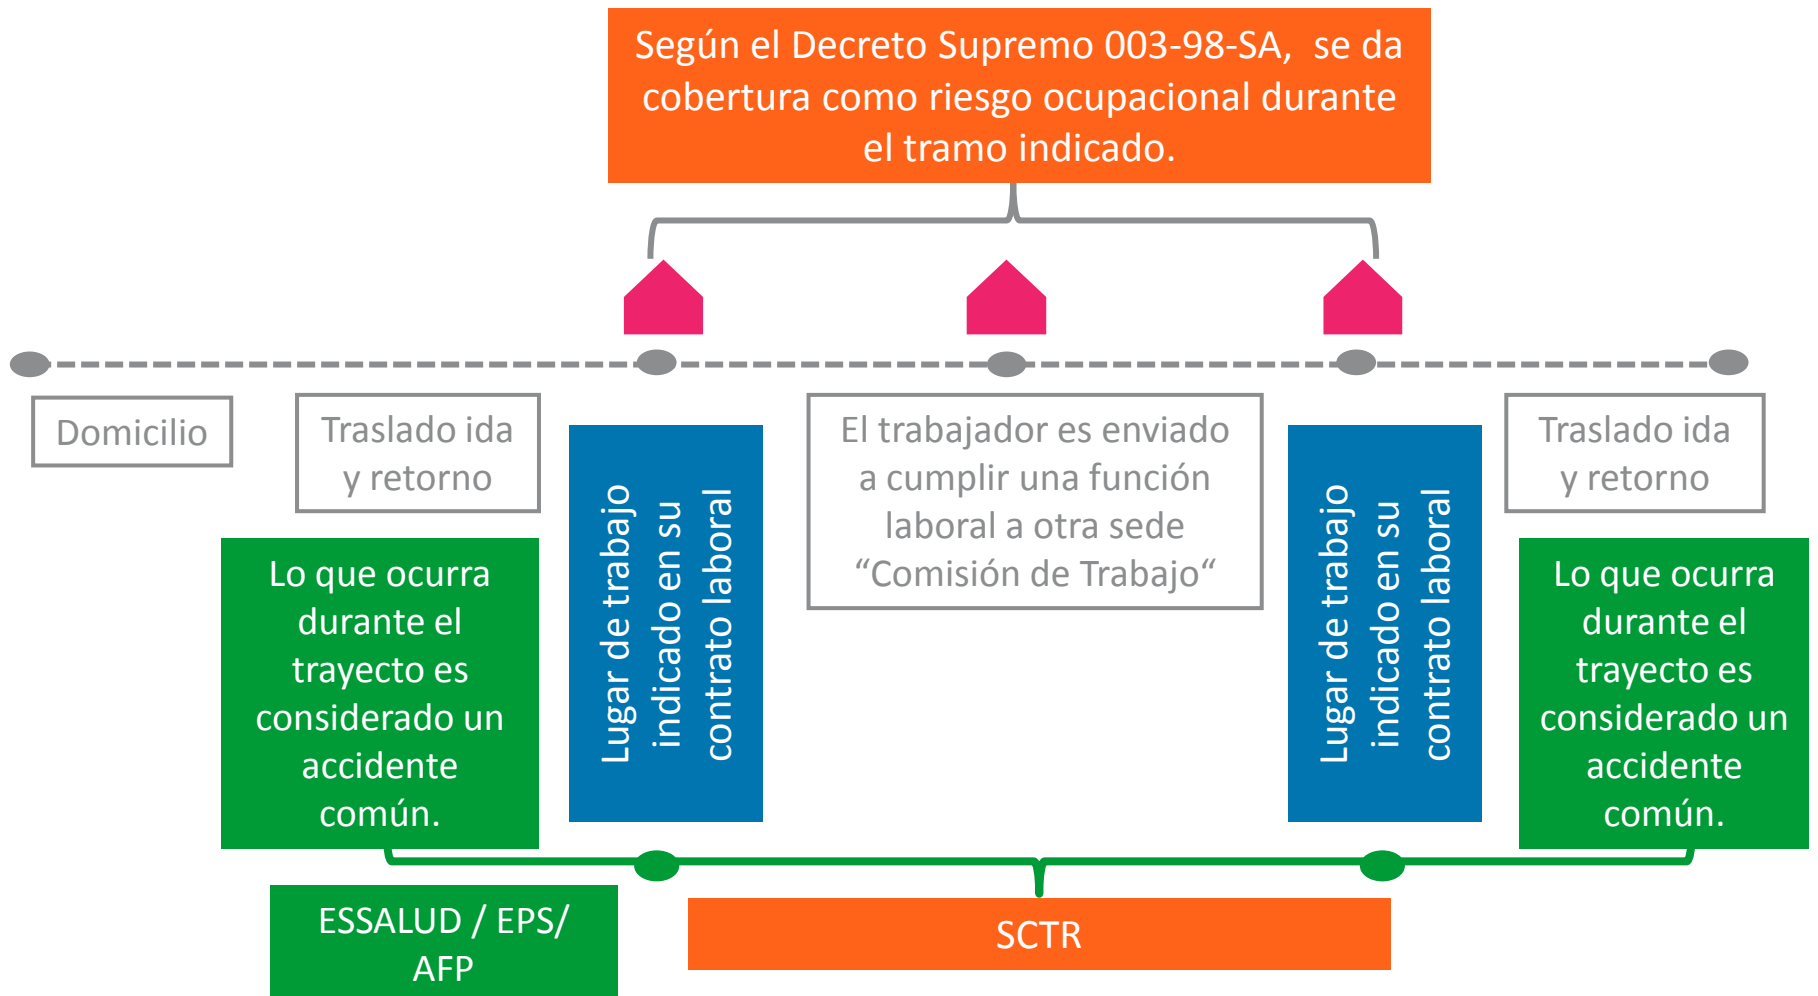 Según el Decreto Supremo 003-98-SA, se da
cobertura como riesgo ocupacional durante
el tramo indicado.
Domicilio
Traslado ida
y retorno
Lugar de trabajo
indicado en su
contrato laboral
El trabajador es enviado
a cumplir una función
laboral a otra sede
“Comisión de Trabajo“
Lugar de trabajo
indicado en su
contrato laboral
Traslado ida
y retorno
Lo que ocurra
durante el
trayecto es
considerado un
accidente
común.
Lo que ocurra
durante el
trayecto es
considerado un
accidente
común.
ESSALUD / EPS/
AFP
SCTR